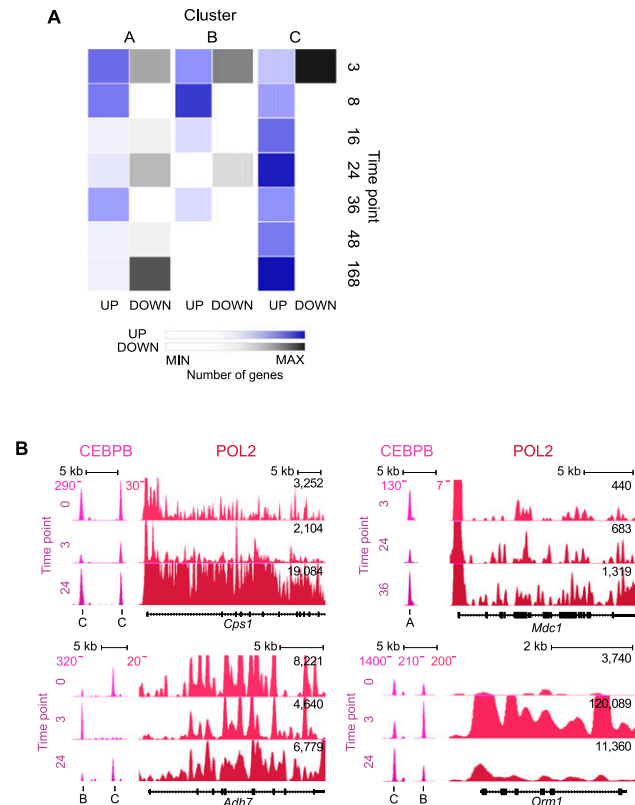 A
Cluster
A B C
3
8
16
24
36
48
168
Time point
UP DOWN UP DOWN UP DOWN
UP
DOWN
MIN MAX
Number of genes
B
CEBPB POL2
5 kb 5 kb
290 30
Time point
0 3,252
3 2,104
24 19,084
C C Cps1
CEBPB POL2
5 kb 5 kb
130 7
Time point
3 440
24 683
36 1,319
A Mdc1
5 kb 5 kb
320 20
Time point
0 8,221
3 4,640
24 6,779
B C Adh7
2 kb
1400 210 200
Time point
0 3,740
3 120,089
24 11,360
C B Orm1